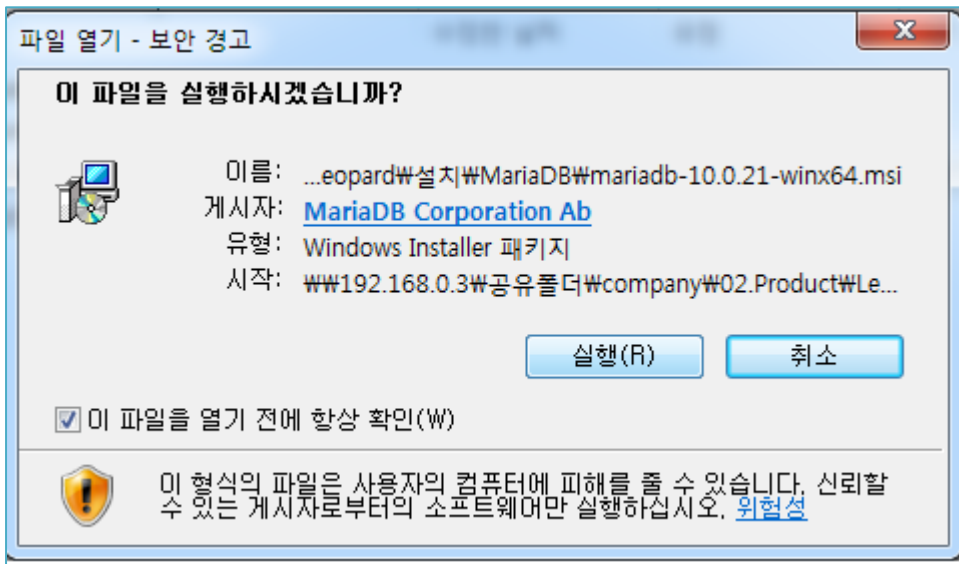 파일 열기 - 보안 경고
이 파일을 실행하시겠습니까?
이름: ...eopard₩설치₩MariaDB₩mariadb-10.0.21-winx64.msi
게시자: MariaDB Corporation Ab
유형: Windows Installer 패키지
시작: ₩₩192.168.0.3₩공유폴더₩company₩02.Product₩Le...
실행(R) 취소
이 파일을 열기 전에 항상 확인(W)
이 형식의 파일은 사용자의 컴퓨터에 피해를 줄 수 있습니다. 신뢰할
수 있는 게시자로부터의 소프트웨어만 실행하십시오. 위험성